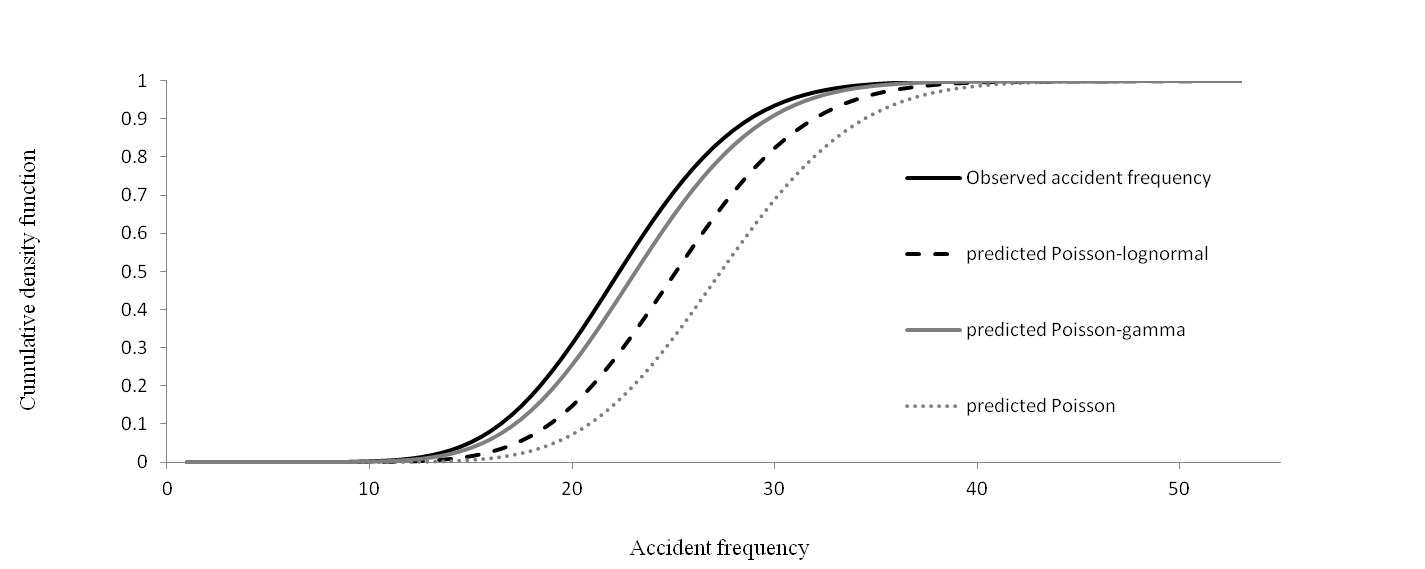 Cumulative density function
1
0.9
0.8
0.7
0.6
0.5
0.4
0.3
0.2
0.1
0
0 10 20 30 40 50
Accident frequency
Observed accident frequency
predicted Poisson-lognormal
predicted Poisson-gamma
predicted Poisson